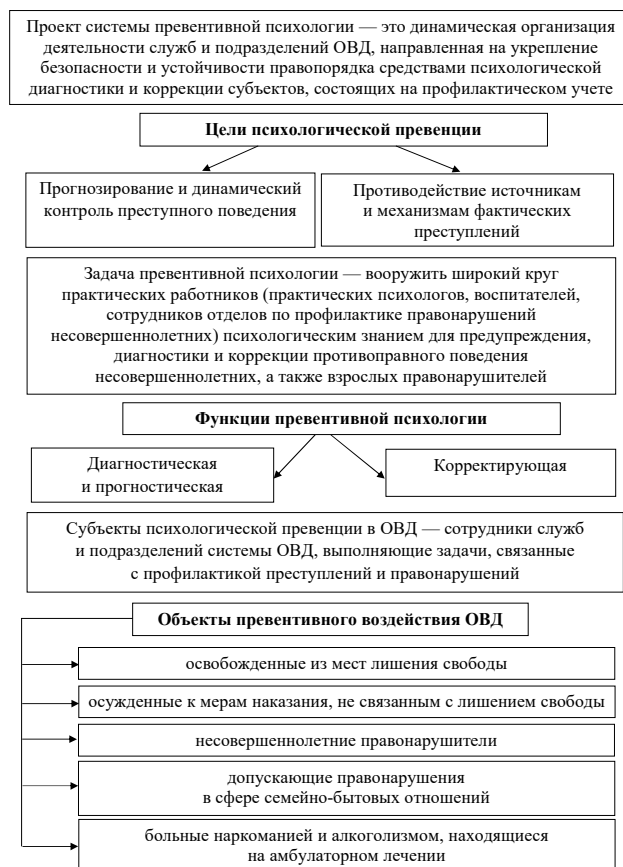 Проект системы превентивной психологии — это динамическая организация
деятельности служб и подразделений ОВД, направленная на укрепление
безопасности и устойчивости правопорядка средствами психологической
диагностики и коррекции субъектов, состоящих на профилактическом учете
Цели психологической превенции
Прогнозирование и динамический
контроль преступного поведения
Противодействие источникам
и механизмам фактических
преступлений
Задача превентивной психологии — вооружить широкий круг
практических работников (практических психологов, воспитателей,
сотрудников отделов по профилактике правонарушений
несовершеннолетних) психологическим знанием для предупреждения,
диагностики и коррекции противоправного поведения
несовершеннолетних, а также взрослых правонарушителей
Функции превентивной психологии
Диагностическая
и прогностическая
Корректирующая
Субъекты психологической превенции в ОВД — сотрудники служб
и подразделений системы ОВД, выполняющие задачи, связанные
с профилактикой преступлений и правонарушений
Объекты превентивного воздействия ОВД
освобожденные из мест лишения свободы
осужденные к мерам наказания, не связанным с лишением свободы
несовершеннолетние правонарушители
допускающие правонарушения
в сфере семейно-бытовых отношений
больные наркоманией и алкоголизмом, находящиеся
на амбулаторном лечении